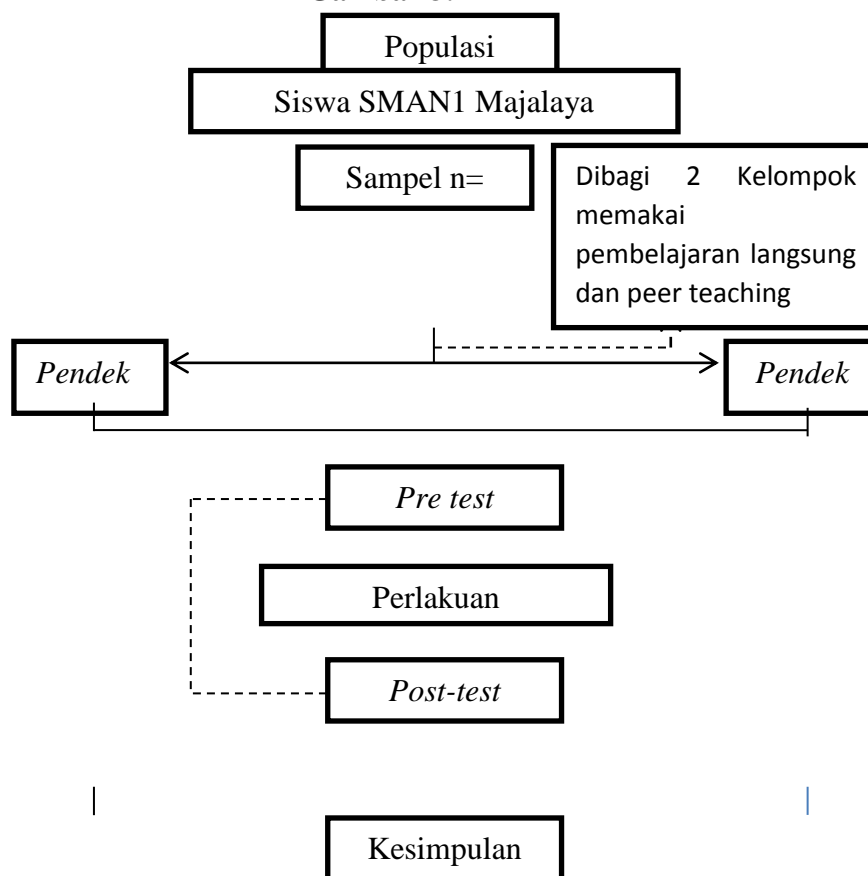 Populasi
Siswa SMAN1 Majalaya
Sampel n=
Dibagi 2 Kelompok
memakai
pembelajaran langsung
dan peer teaching
Pendek
Pendek
Pre test
Perlakuan
Post-test
Kesimpulan